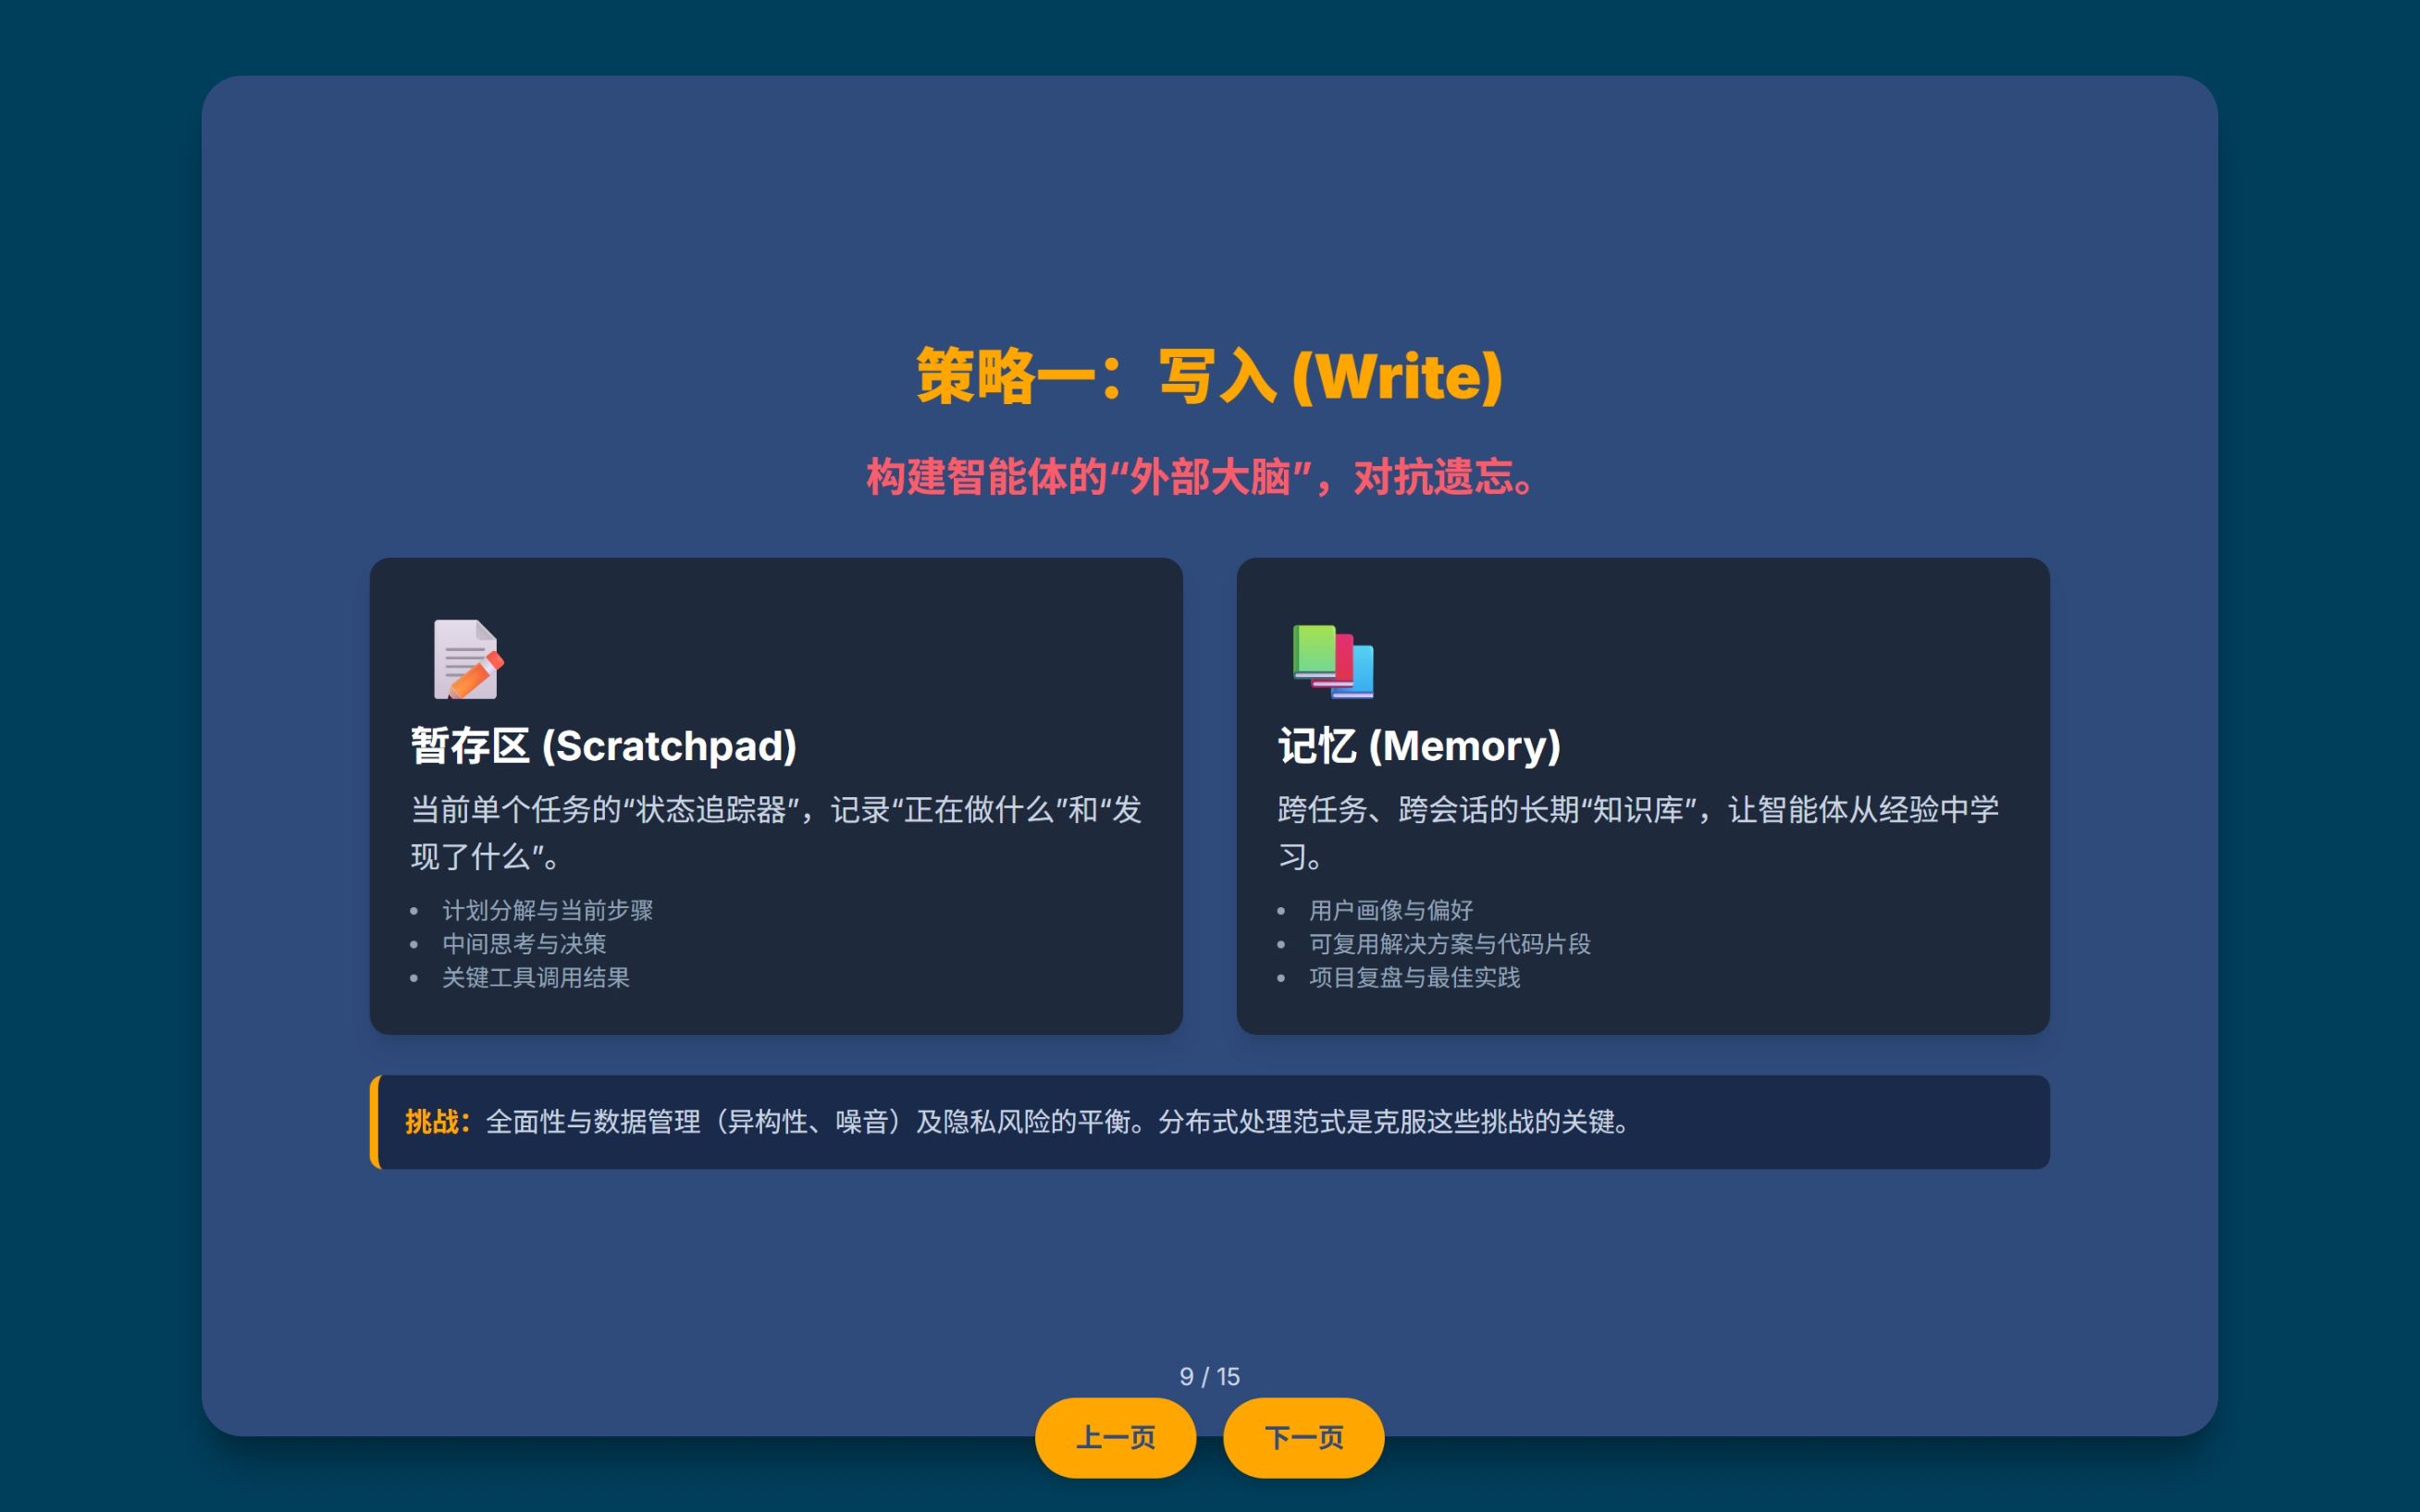 策略一：写入 (Write)
构建智能体的“外部大脑”，对抗遗忘。
暂存区 (Scratchpad)
当前单个任务的“状态追踪器”，记录“正在做什么”和“发
现了什么”。
• 计划分解与当前步骤
• 中间思考与决策
• 关键工具调用结果
记忆 (Memory)
跨任务、跨会话的长期“知识库”，让智能体从经验中学
习。
• 用户画像与偏好
• 可复用解决方案与代码片段
• 项目复盘与最佳实践
挑战：全面性与数据管理（异构性、噪音）及隐私风险的平衡。分布式处理范式是克服这些挑战的关键。
9 / 15
上一页
下一页